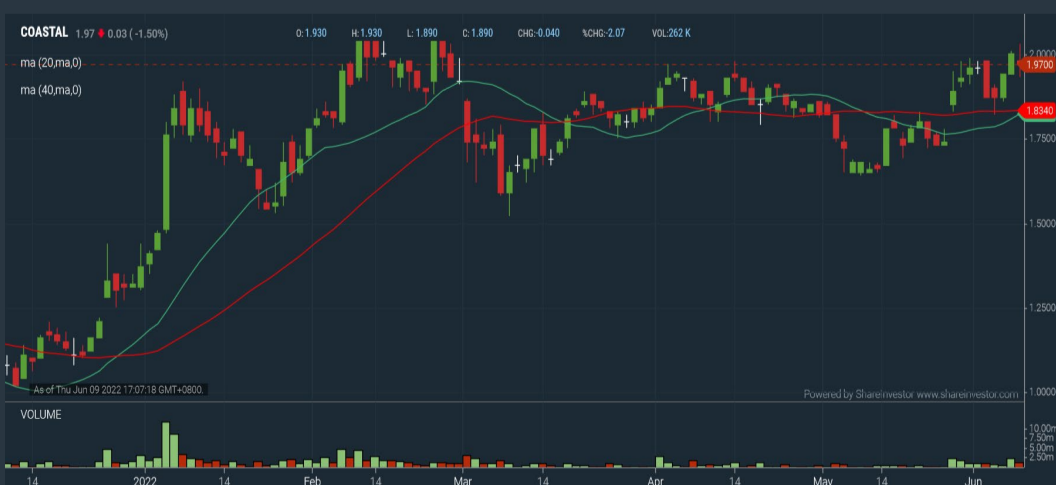 COASTAL 1.97 0.03 (-1.50%) O:1.930 H:1.930 L: 1.890 C: 1.890 CHG:-0.040 %CHG:-2.07 VOL:262 K
ma (20,ma,0)
ma (40,ma,0)
2.0000
1.9700
1.8340
1.7500
1.5000
1.2500
1.0000
As of Thu Jun 09 2022 17:07:18 GMT+0800.
Powered by ShareInvestor www.shareinvestor.com
VOLUME
10.00m
7.50m
5.00m
2.50m
14 2022 14 Feb 14 Mar 14 Apr 14 May 14 Jun